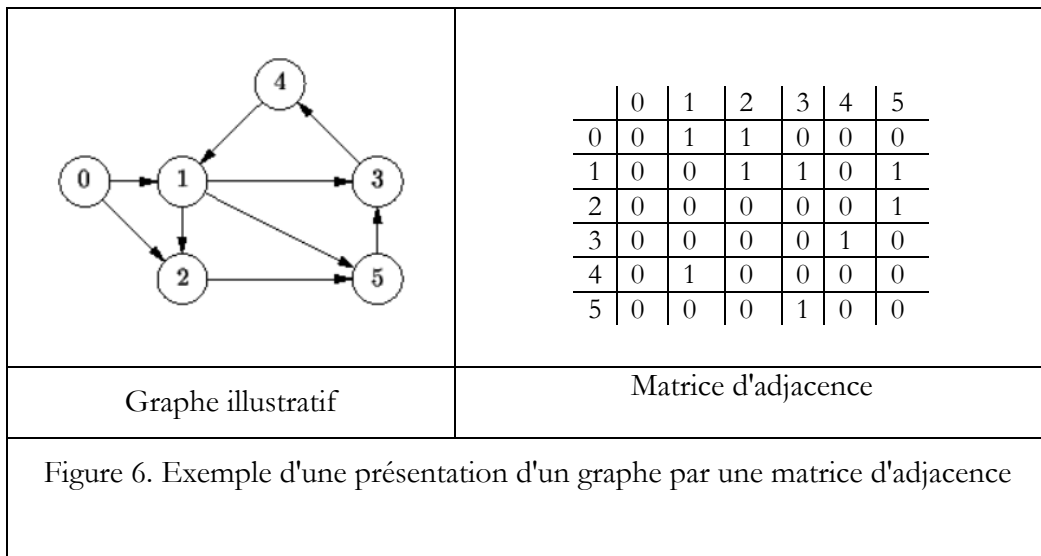 4
0 1 3
2 5
0 1 2 3 4 5
0 0 1 1 0 0 0
1 0 0 1 1 0 1
2 0 0 0 0 0 1
3 0 0 0 0 1 0
4 0 1 0 0 0 0
5 0 0 0 1 0 0
Graphe illustratif
Matrice d'adjacence
Figure 6. Exemple d'une présentation d'un graphe par une matrice d'adjacence